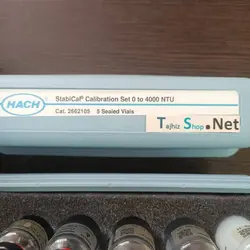 HACH
StablCal® Calibration Set 0 to 4000 NTU
Cat. 2662105 5 Sealed Vials
Tajhiz Shop.Net